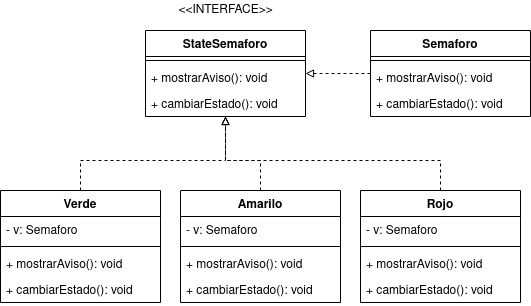 <<INTERFACE>>
StateSemaforo
+ mostrarAviso(): void
+ cambiarEstado(): void
Semaforo
+ mostrarAviso(): void
+ cambiarEstado(): void
Verde
- v: Semaforo
+ mostrarAviso(): void
+ cambiarEstado(): void
Amarilo
- v: Semaforo
+ mostrarAviso(): void
+ cambiarEstado(): void
Rojo
- v: Semaforo
+ mostrarAviso(): void
+ cambiarEstado(): void